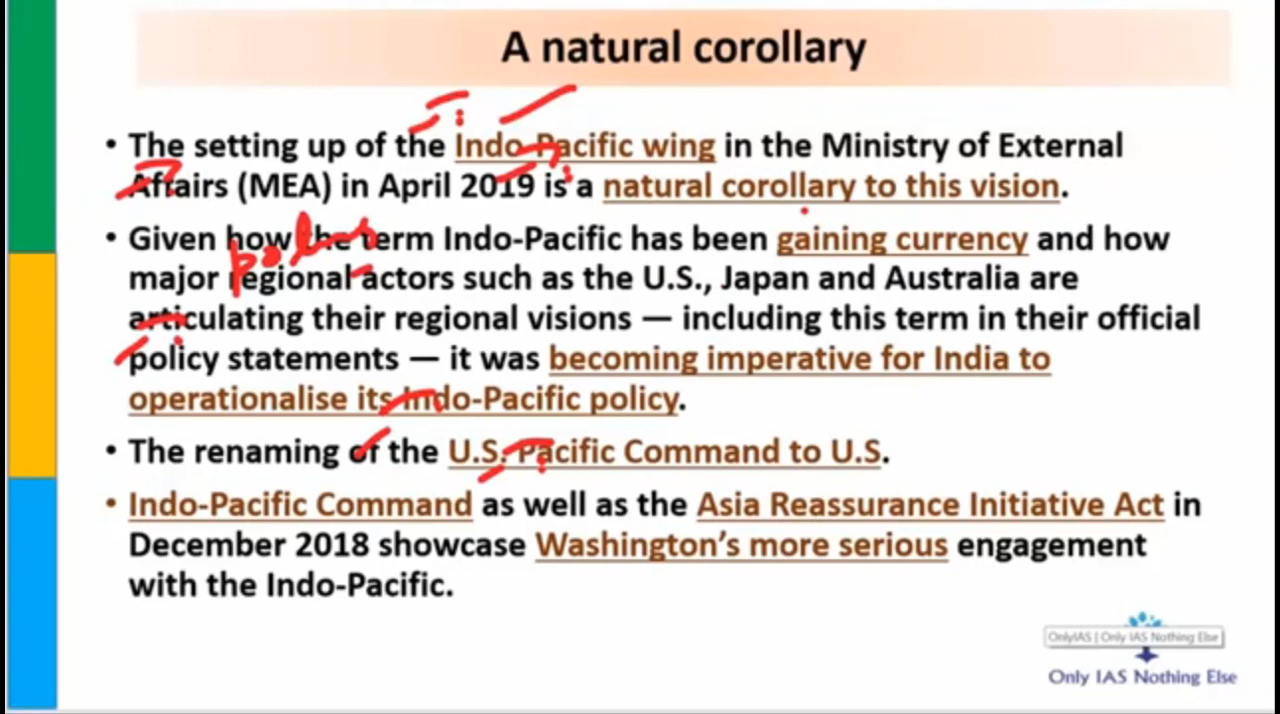 A natural corollary
• The setting up of the Indo-Pacific wing in the Ministry of External
Affairs (MEA) in April 2019 is a natural corollary to this vision.
• Given how the term Indo-Pacific has been gaining currency and how
major regional actors such as the U.S., Japan and Australia are
articulating their regional visions — including this term in their official
policy statements — it was becoming imperative for India to
operationalise its Indo-Pacific policy.
• The renaming of the U.S. Pacific Command to U.S.
• Indo-Pacific Command as well as the Asia Reassurance Initiative Act in
December 2018 showcase Washington's more serious engagement
with the Indo-Pacific.
OnlyIAS | Only IAS Nothing Else
Only IAS Nothing Else